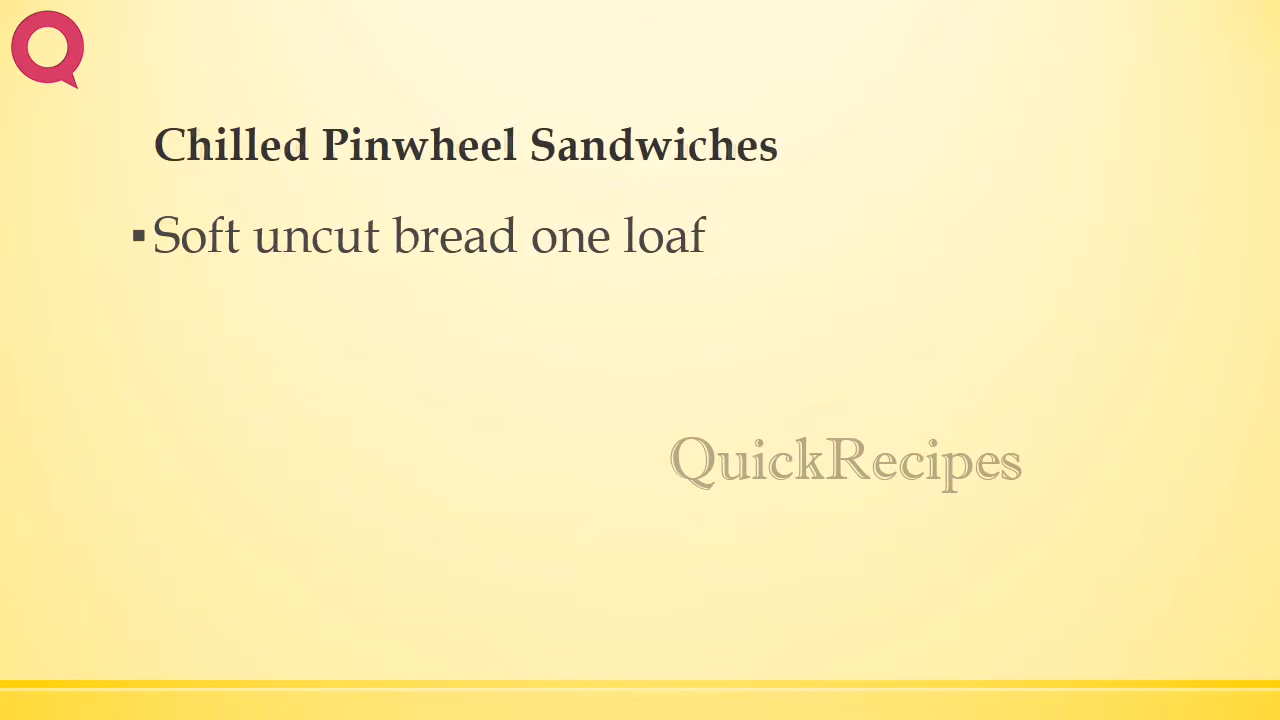 Chilled Pinwheel Sandwiches
▪Soft uncut bread one loaf
QuickRecipes